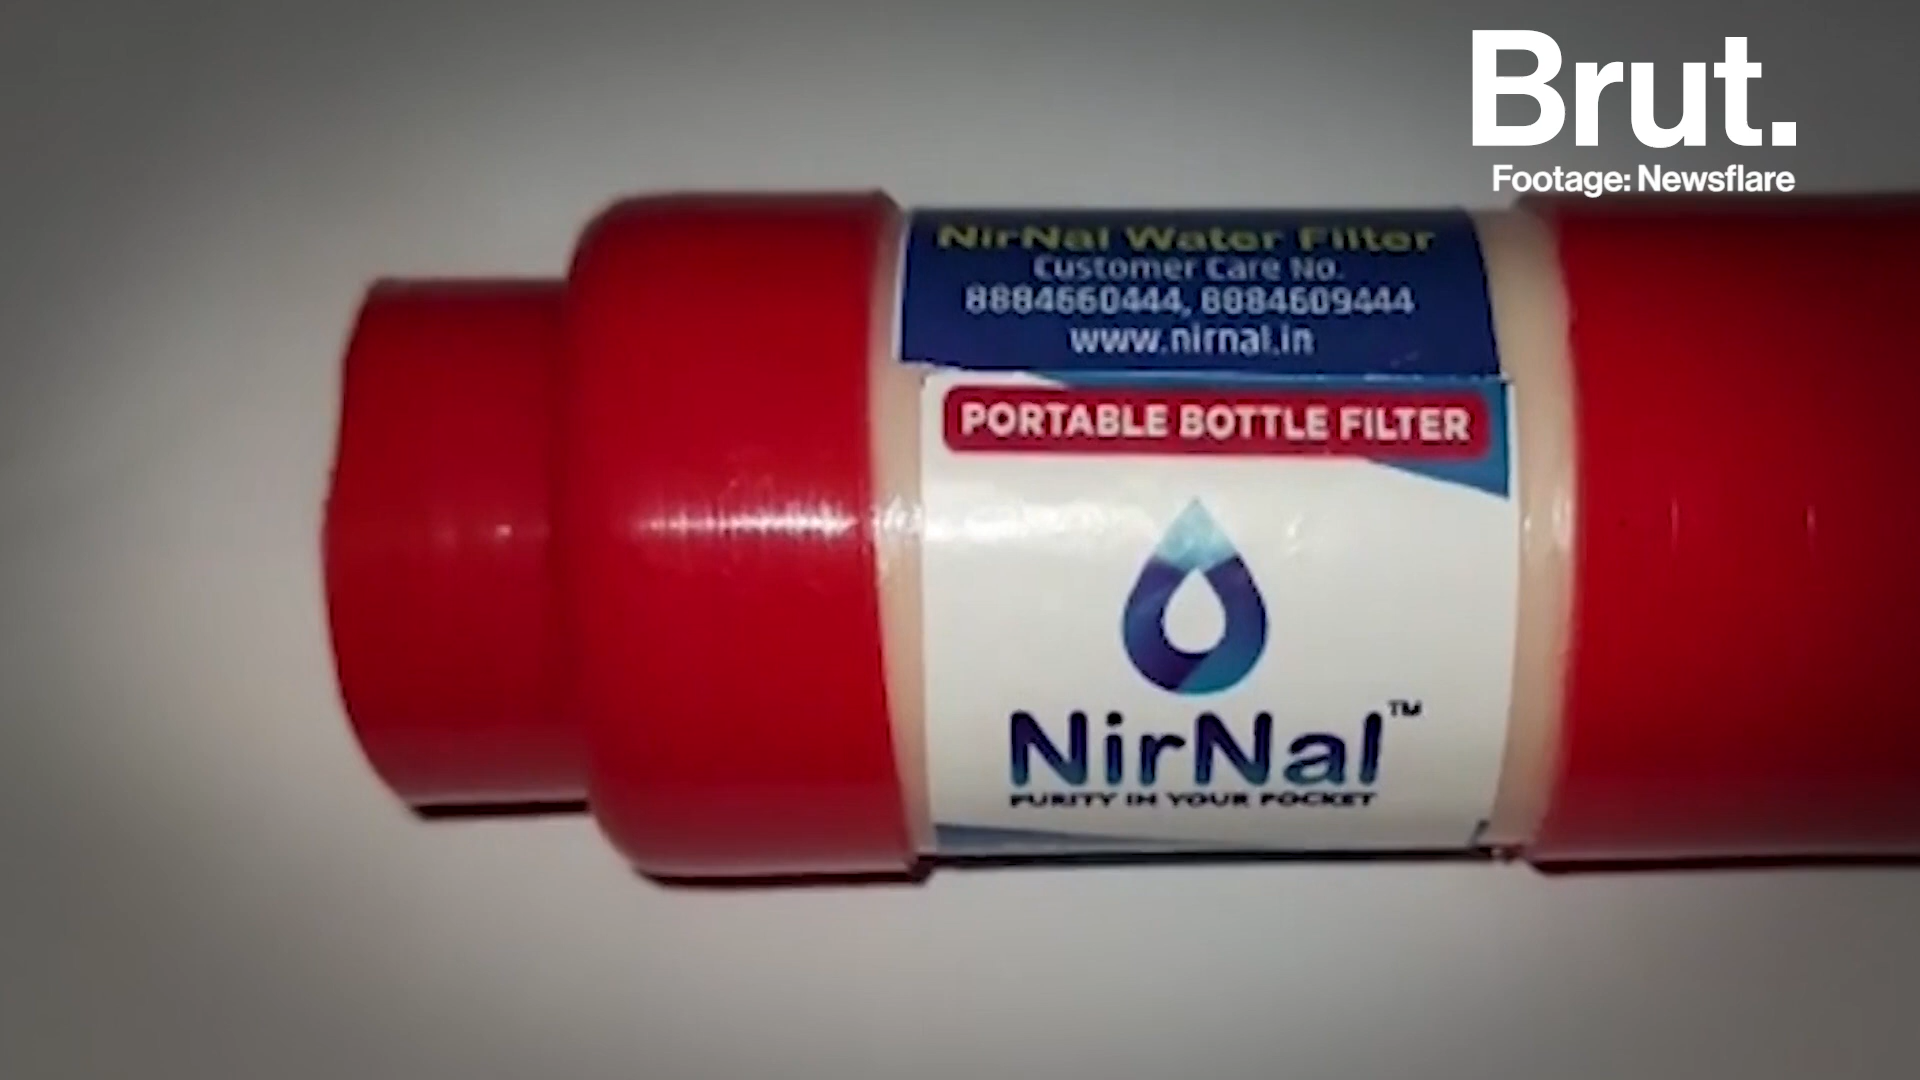 Brut.
Footage: Newsflare
NirNal Water Filter
Customer Care No.
8884660444, 8884609444
www.nirnal.in
PORTABLE BOTTLE FILTER
NirNal™
PURITY IN YOUR POCKET